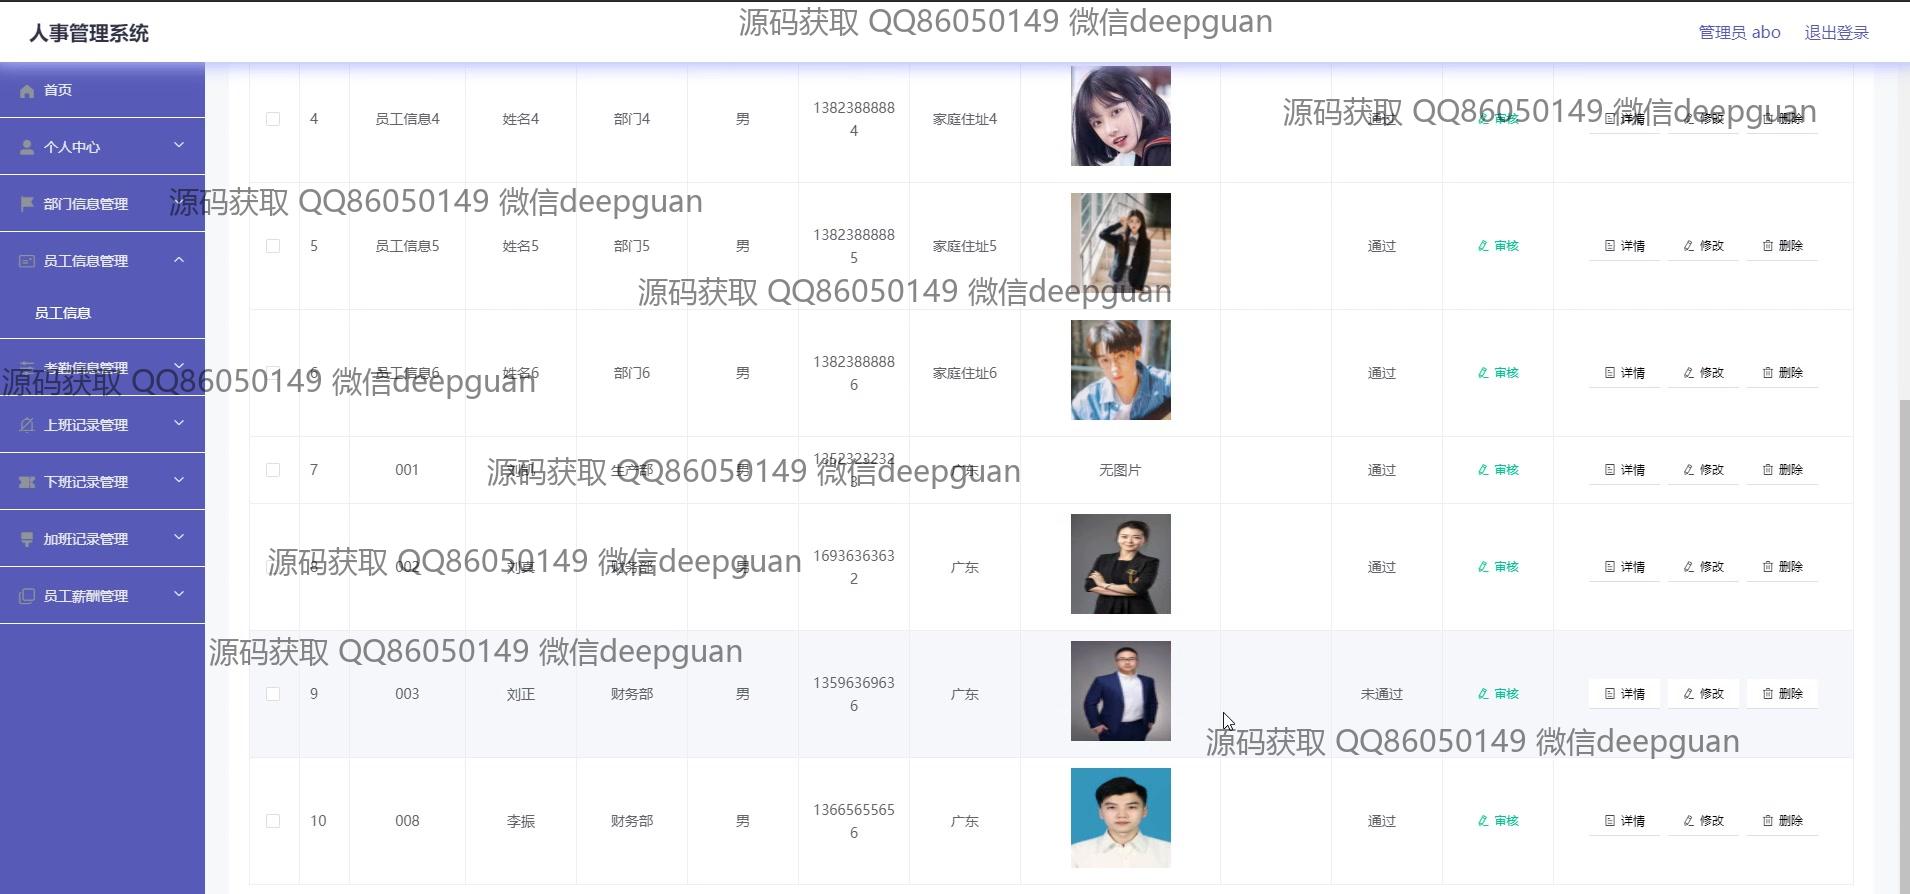 人事管理系统
源码获取 QQ86050149 微信deepguan
管理员 abo
退出登录
首页
个人中心
部门信息管理
员工信息管理
员工信息
考勤信息管理
上班记录管理
下班记录管理
加班记录管理
员工薪酬管理
4 员工信息4 姓名4 部门4 男 13823888884 家庭住址4 通过 审核 详情 修改 删除
源码获取 QQ86050149 微信deepguan
源码获取 QQ86050149 微信deepguan
5 员工信息5 姓名5 部门5 男 13823888885 家庭住址5 通过 审核 详情 修改 删除
源码获取 QQ86050149 微信deepguan
6 员工信息6 姓名6 部门6 男 13823888886 家庭住址6 通过 审核 详情 修改 删除
源码获取 QQ86050149 微信deepguan
7 001 生产部 男 13523232323 广东 无图片 通过 审核 详情 修改 删除
源码获取 QQ86050149 微信deepguan
8 002 财务部 男 16936363632 广东 通过 审核 详情 修改 删除
源码获取 QQ86050149 微信deepguan
源码获取 QQ86050149 微信deepguan
9 003 刘正 财务部 男 13596369636 广东 未通过 审核 详情 修改 删除
源码获取 QQ86050149 微信deepguan
10 008 李振 财务部 男 13665655656 广东 通过 审核 详情 修改 删除